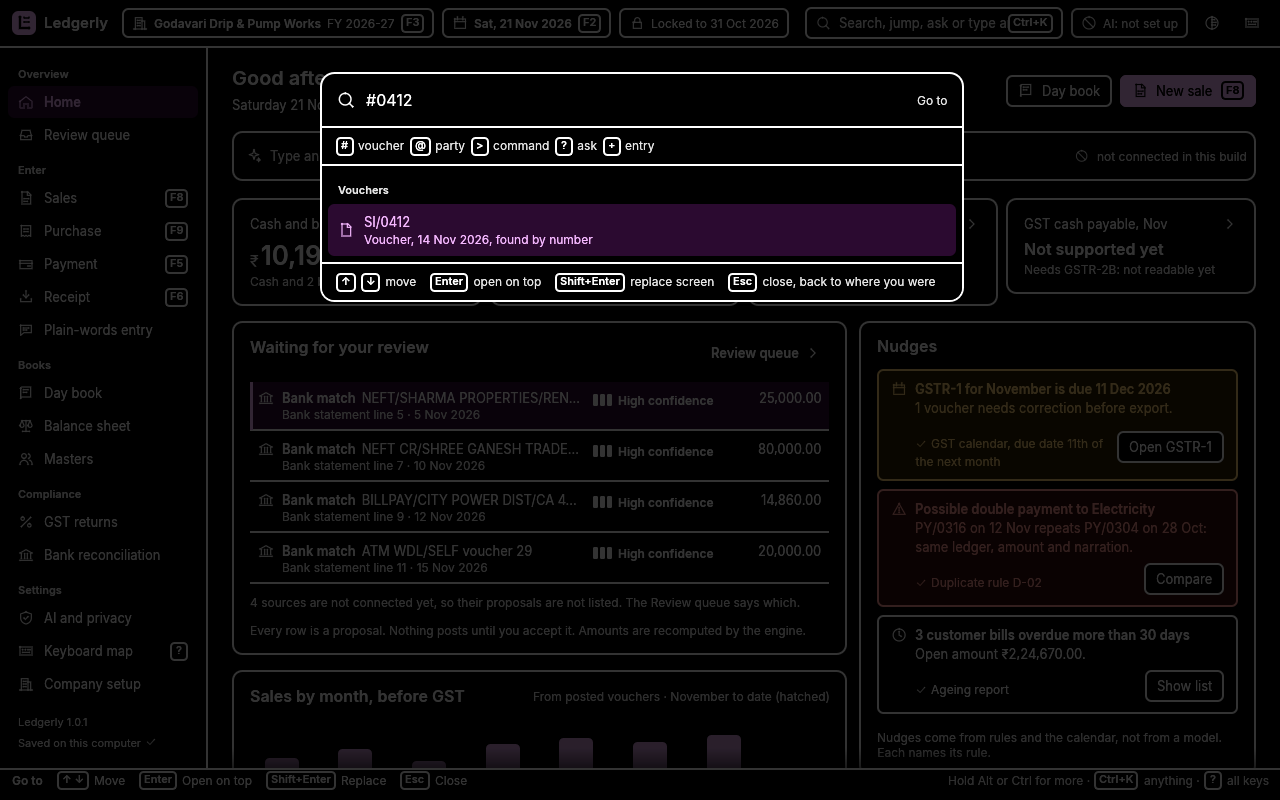 Ledgerly
Godavari Drip & Pump Works FY 2026-27 F3
Sat, 21 Nov 2026 F2
Locked to 31 Oct 2026
Search, jump, ask or type a Ctrl+K
AI: not set up
Overview
Home
Review queue
Enter
Sales F8
Purchase F9
Payment F5
Receipt F6
Plain-words entry
Books
Day book
Balance sheet
Masters
Compliance
GST returns
Bank reconciliation
Settings
AI and privacy
Keyboard map ?
Company setup
Ledgerly 1.0.1
Saved on this computer
Good afte
Saturday 21 No
Day book
New sale F8
#0412 Go to
# voucher @ party > command ? ask + entry
Vouchers
SI/0412
Voucher, 14 Nov 2026, found by number
↑ ↓ move Enter open on top Shift+Enter replace screen Esc close, back to where you were
Type an
not connected in this build
Cash and b
₹10,19
Cash and 2 b
GST cash payable, Nov
Not supported yet
Needs GSTR-2B: not readable yet
Waiting for your review
Review queue
Bank match NEFT/SHARMA PROPERTIES/REN... High confidence 25,000.00
Bank statement line 5 · 5 Nov 2026
Bank match NEFT CR/SHREE GANESH TRADE... High confidence 80,000.00
Bank statement line 7 · 10 Nov 2026
Bank match BILLPAY/CITY POWER DIST/CA 4... High confidence 14,860.00
Bank statement line 9 · 12 Nov 2026
Bank match ATM WDL/SELF voucher 29 High confidence 20,000.00
Bank statement line 11 · 15 Nov 2026
4 sources are not connected yet, so their proposals are not listed. The Review queue says which.
Every row is a proposal. Nothing posts until you accept it. Amounts are recomputed by the engine.
Sales by month, before GST
From posted vouchers · November to date (hatched)
Nudges
GSTR-1 for November is due 11 Dec 2026
1 voucher needs correction before export.
✓ GST calendar, due date 11th of
the next month
Open GSTR-1
Possible double payment to Electricity
PY/0316 on 12 Nov repeats PY/0304 on 28 Oct:
same ledger, amount and narration.
✓ Duplicate rule D-02
Compare
3 customer bills overdue more than 30 days
Open amount ₹2,24,670.00.
✓ Ageing report
Show list
Nudges come from rules and the calendar, not from a model.
Each names its rule.
Go to ↑↓ Move Enter Open on top Shift+Enter Replace Esc Close
Hold Alt or Ctrl for more · Ctrl+K anything · ? all keys